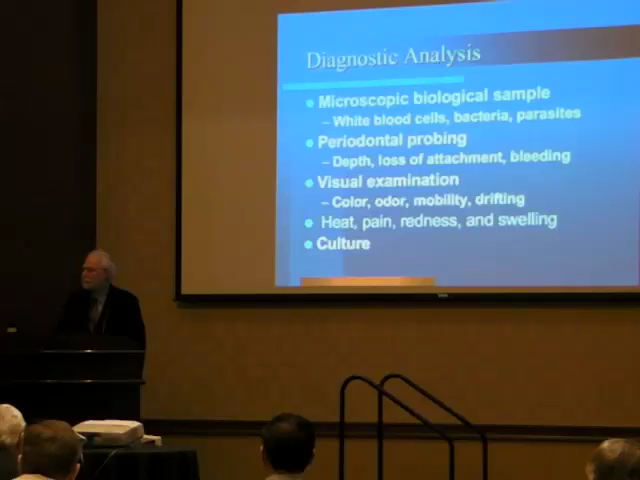 Diagnostic Analysis
Microscopic biological sample
– White blood cells, bacteria, parasites
Periodontal probing
– Depth, loss of attachment, bleeding
Visual examination
– Color, odor, mobility, drifting
Heat, pain, redness, and swelling
Culture